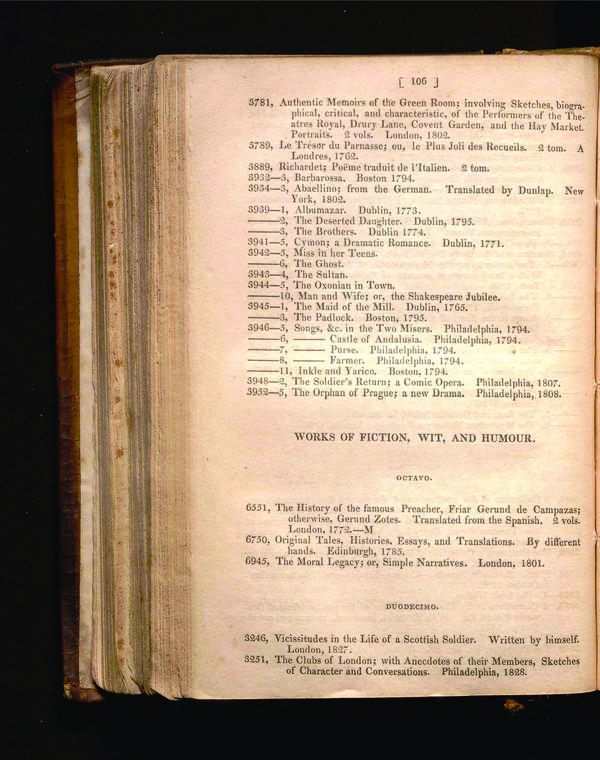 [ 106 ]
3781, Authentic Memoirs of the Green Room; involving Sketches, biogra-
phical, critical, and characteristic, of the Performers of the The-
atres Royal, Drury Lane, Covent Garden, and the Hay Market.
Portraits. 2 vols. London, 1802.
3789, Le Trésor du Parnasse; ou, le Plus Joli des Recueils. 2 tom. A
Londres, 1762.
3889, Richardet; Poëme traduit de l'Italien. 2 tom.
3932—3, Barbarossa. Boston 1794.
3934—3, Abaellino; from the German. Translated by Dunlap. New
York, 1802.
3939—1, Albumazar. Dublin, 1773.
———2, The Deserted Daughter. Dublin, 1795.
———3, The Brothers. Dublin 1774.
3941—5, Cymon; a Dramatic Romance. Dublin, 1771.
3942—5, Miss in her Teens.
———6, The Ghost.
3943—4, The Sultan.
3944—5, The Oxonian in Town.
———10, Man and Wife; or, the Shakespeare Jubilee.
3945—1, The Maid of the Mill. Dublin, 1765.
———3, The Padlock. Boston, 1795.
3946—5, Songs, &c. in the Two Misers. Philadelphia, 1794.
———6, ——— Castle of Andalusia. Philadelphia, 1794.
———7, ——— Purse. Philadelphia, 1794.
———8, ——— Farmer. Philadelphia, 1794.
———11, Inkle and Yarico. Boston, 1794.
3948—2, The Soldier's Return; a Comic Opera. Philadelphia, 1807.
3952—5, The Orphan of Prague; a new Drama. Philadelphia, 1808.
WORKS OF FICTION, WIT, AND HUMOUR.
OCTAVO.
6551, The History of the famous Preacher, Friar Gerund de Campazas;
otherwise, Gerund Zotes. Translated from the Spanish. 2 vols.
London, 1772.—M
6750, Original Tales, Histories, Essays, and Translations. By different
hands. Edinburgh, 1785.
6945, The Moral Legacy; or, Simple Narratives. London, 1801.
DUODECIMO.
3246, Vicissitudes in the Life of a Scottish Soldier. Written by himself.
London, 1827.
3251, The Clubs of London; with Anecdotes of their Members, Sketches
of Character and Conversations. Philadelphia, 1828.